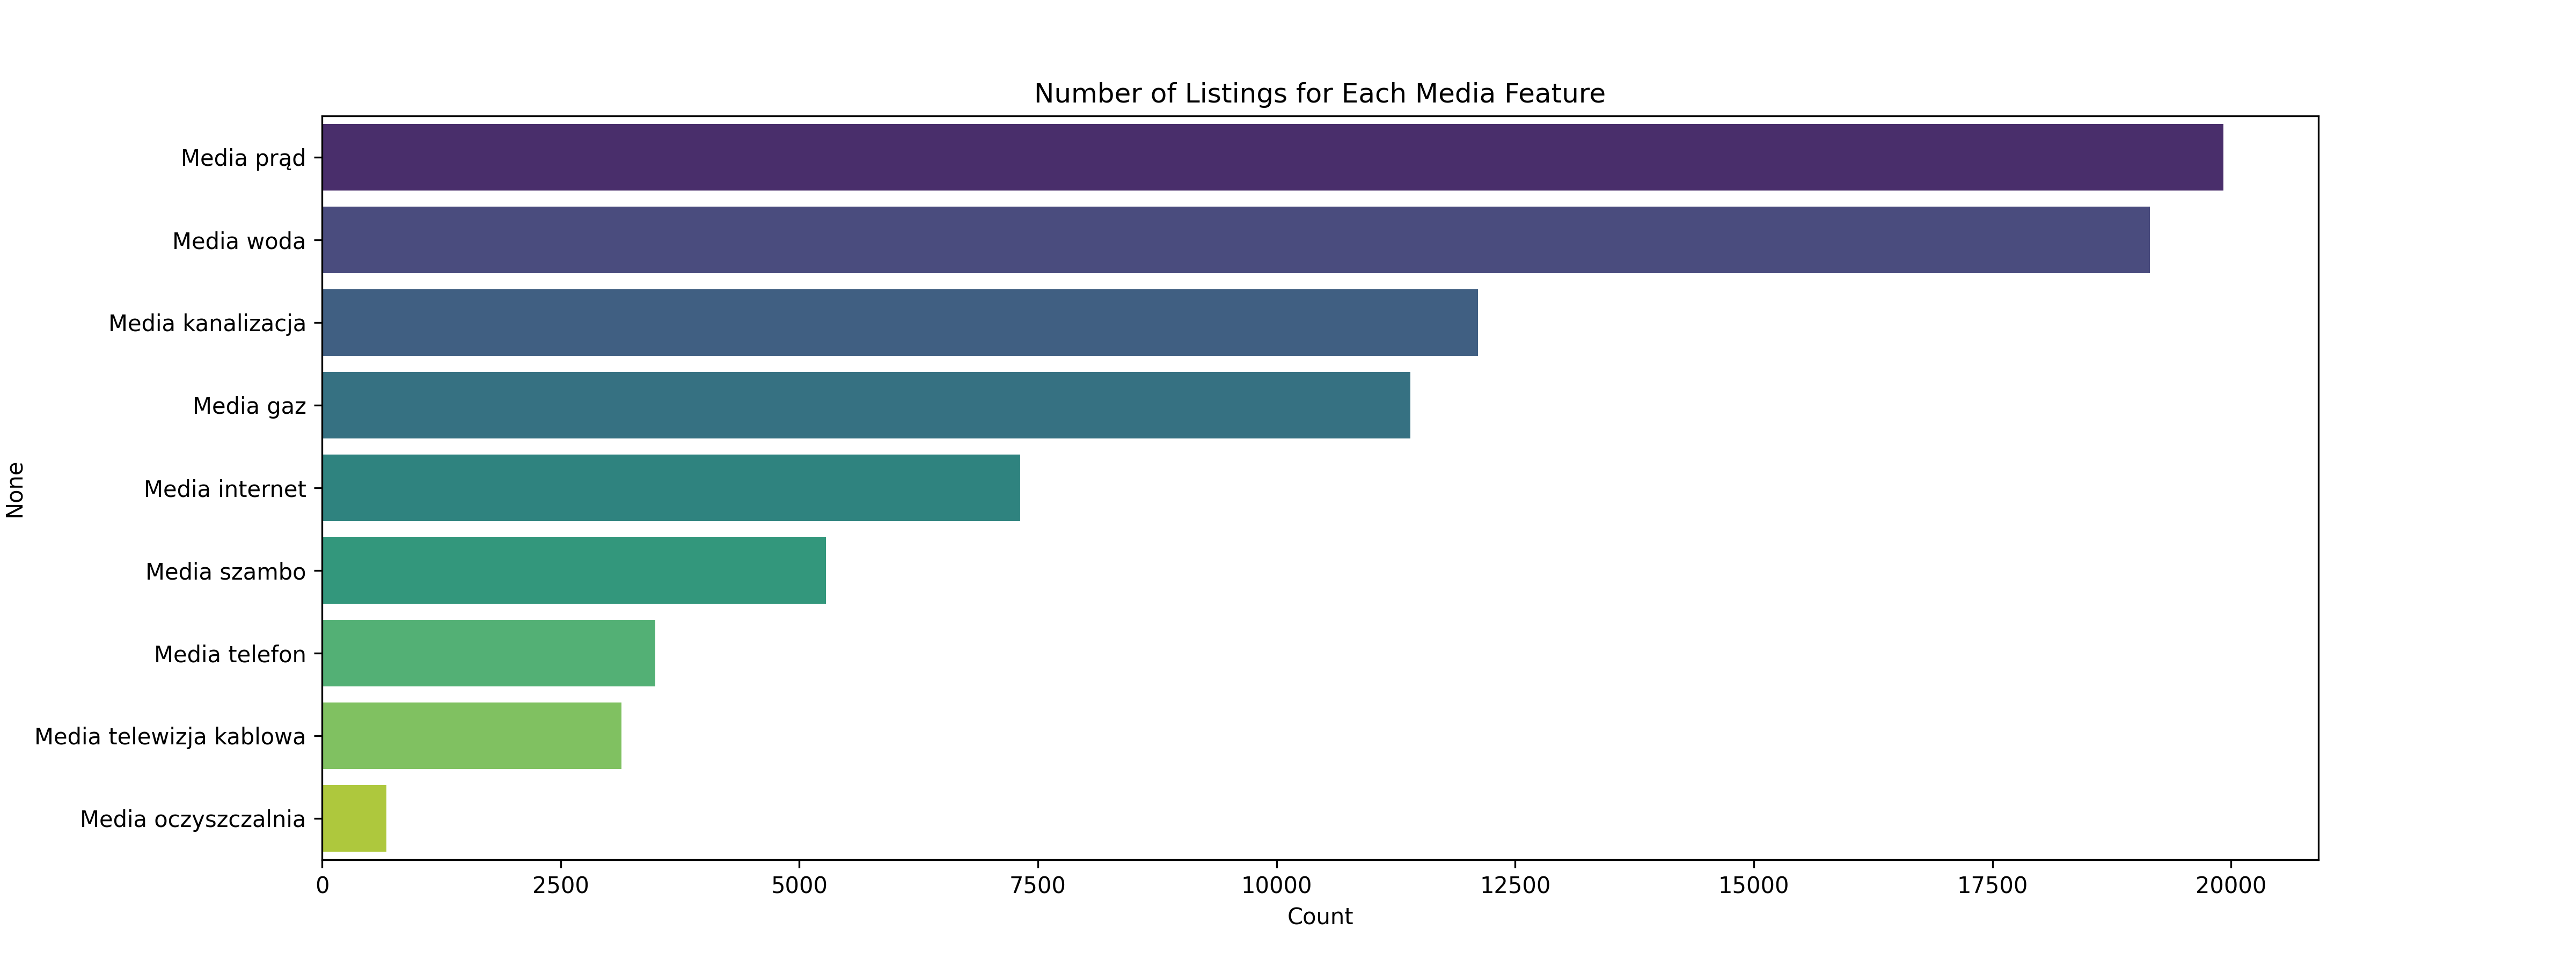 Number of Listings for Each Media Feature
Media prąd
Media woda
Media kanalizacja
Media gaz
Media internet
Media szambo
Media telefon
Media telewizja kablowa
Media oczyszczalnia
None
0 2500 5000 7500 10000 12500 15000 17500 20000
Count